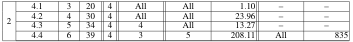 2 4.1 3 20 4 All All 1.10 – –
4.2 4 30 4 All All 23.96 – –
4.3 5 34 4 4 All 13.27 – –
4.4 6 39 4 3 5 208.11 All 835